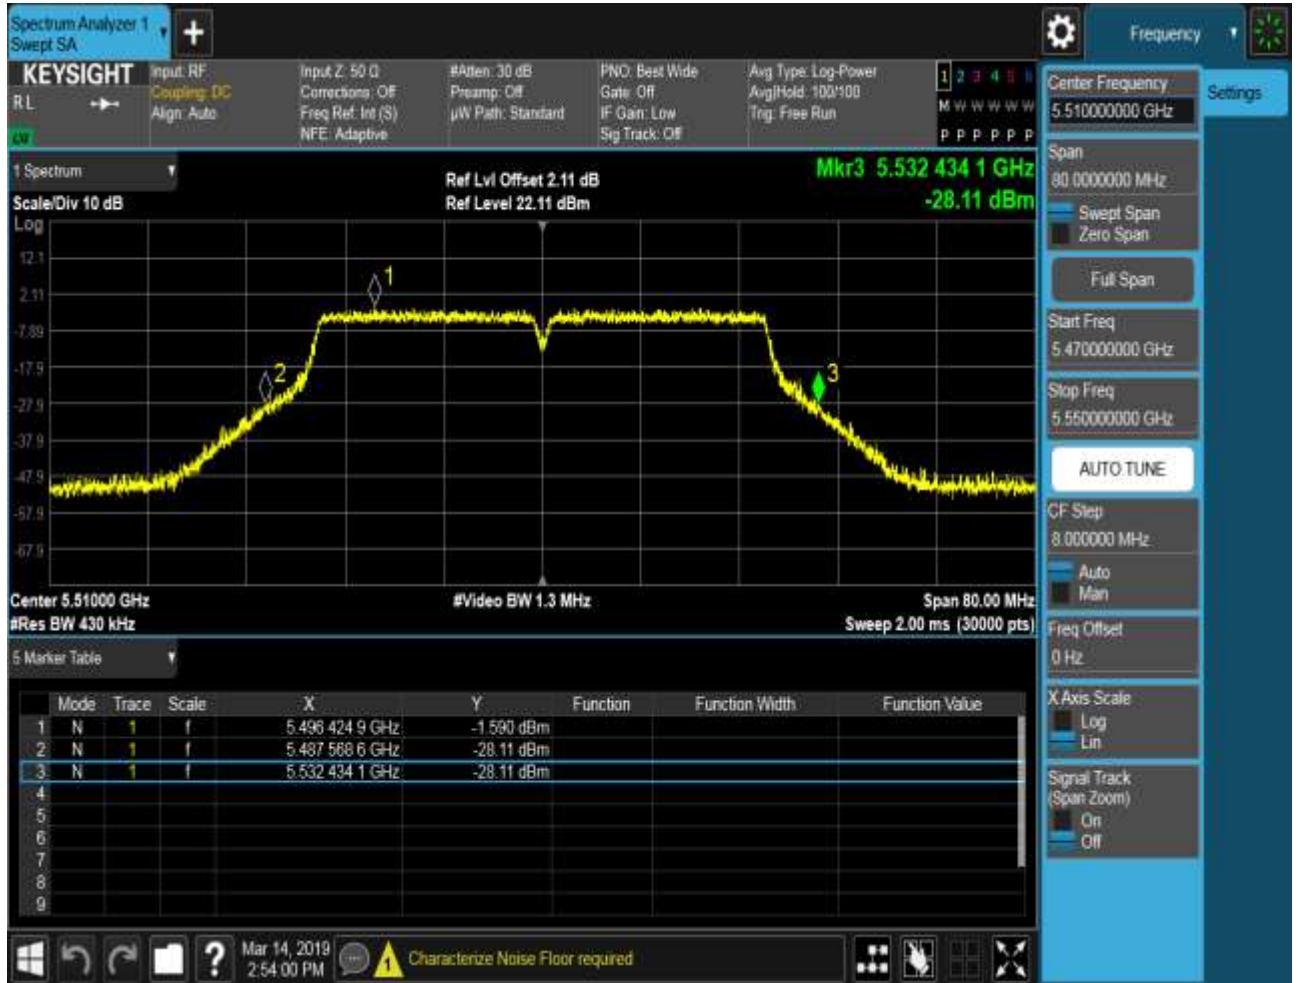 Spectrum Analyzer 1
Swept SA
+
Frequency
KEYSIGHT
R L
Input: RF
Coupling: DC
Align: Auto
Input Z: 50 Ω
Corrections: Off
Freq Ref: Int (S)
NFE: Adaptive
#Atten: 30 dB
Preamp: Off
µW Path: Standard
PNO: Best Wide
Gate: Off
IF Gain: Low
Sig Track: Off
Avg Type: Log-Power
Avg|Hold: 100/100
Trig: Free Run
1 2 3 4 5 6
M W W W W W
P P P P P P
1 Spectrum
Scale/Div 10 dB
Ref Lvl Offset 2.11 dB
Ref Level 22.11 dBm
Mkr3 5.532 434 1 GHz
-28.11 dBm
Log
12.1
2.11
-7.89
-17.9
-27.9
-37.9
-47.9
-57.9
-67.9
1
2
3
Center 5.51000 GHz
#Res BW 430 kHz
#Video BW 1.3 MHz
Span 80.00 MHz
Sweep 2.00 ms (30000 pts)
5 Marker Table
Mode Trace Scale X Y Function Function Width Function Value
1 N 1 f 5.496 424 9 GHz -1.590 dBm
2 N 1 f 5.487 568 6 GHz -28.11 dBm
3 N 1 f 5.532 434 1 GHz -28.11 dBm
4
5
6
7
8
9
Mar 14, 2019
2:54:00 PM
?
1
Characterize Noise Floor required
Center Frequency
5.510000000 GHz
Settings
Span
80.0000000 MHz
Swept Span
Zero Span
Full Span
Start Freq
5.470000000 GHz
Stop Freq
5.550000000 GHz
AUTO TUNE
CF Step
8.000000 MHz
Auto
Man
Freq Offset
0 Hz
X Axis Scale
Log
Lin
Signal Track
(Span Zoom)
On
Off